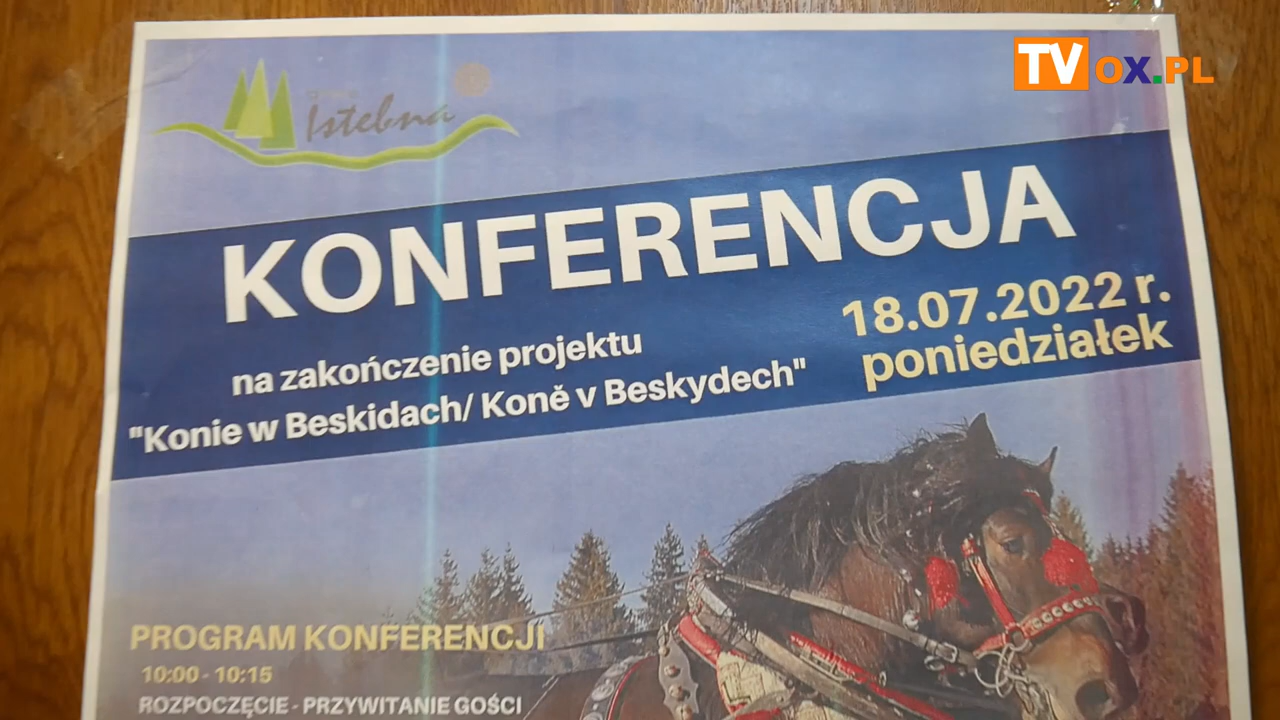 TVOX.PL
Istebna
KONFERENCJA
18.07.2022 r.
poniedziałek
na zakończenie projektu
"Konie w Beskidach/ Koně v Beskydech"
PROGRAM KONFERENCJI
10:00 - 10:15
ROZPOCZĘCIE - PRZYWITANIE GOŚCI